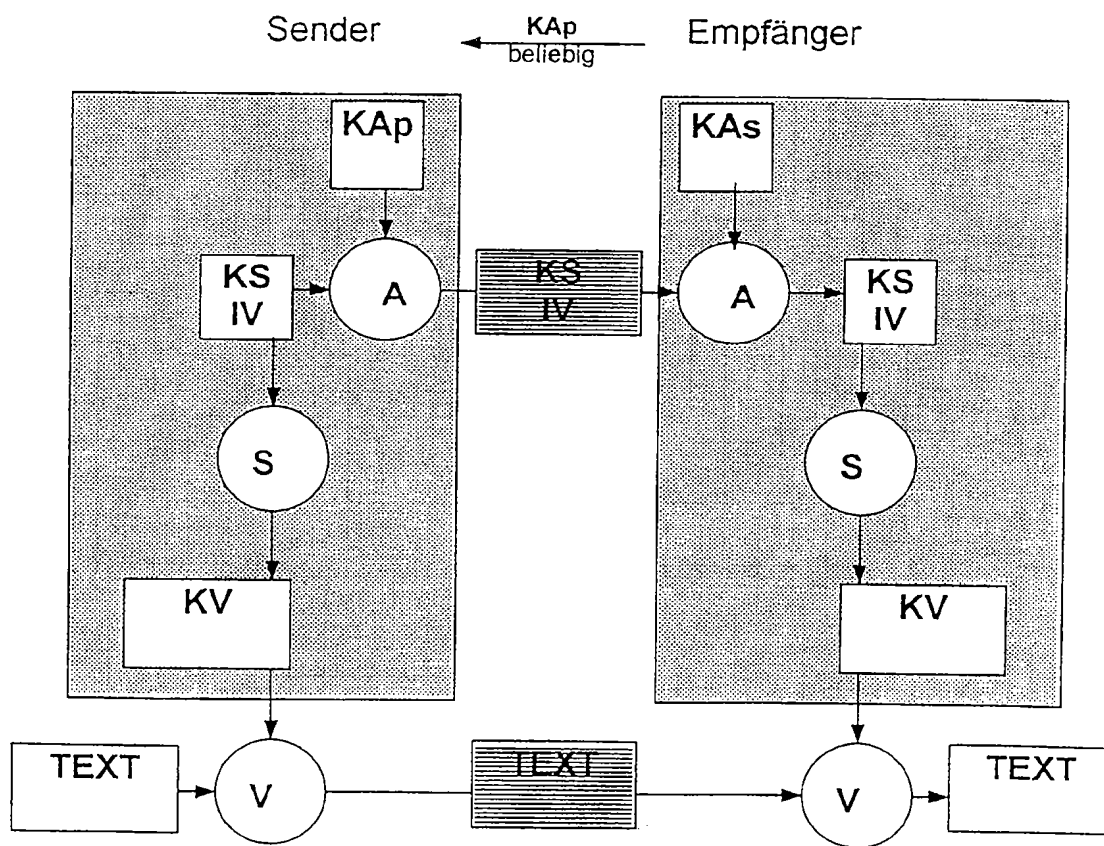 Sender
KAp
beliebig
Empfänger
KAp
KAs
KS
IV
A
KS
IV
A
KS
IV
S
S
KV
KV
TEXT
V
TEXT
V
TEXT